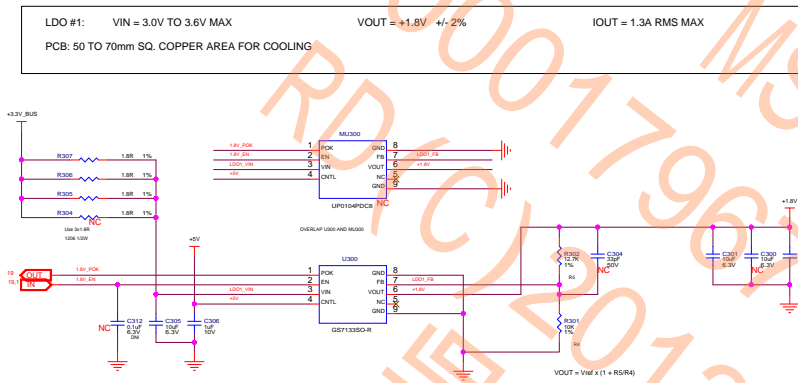 LDO #1: VIN = 3.0V TO 3.6V MAX VOUT = +1.8V +/- 2% IOUT = 1.3A RMS MAX
PCB: 50 TO 70mm SQ. COPPER AREA FOR COOLING
+3.3V_BUS
R307 1.8R 1%
R306 1.8R 1%
R305 1.8R 1%
R304 1.8R 1%
NC
Use 3x1.8R
1206 1/2W
MU300
1.8V_POK 1 POK GND 8
1.8V_EN 2 EN FB 7 LDO1_FB
LDO1_VIN 3 VIN VOUT 6 +1.8V
+5V 4 CNTL NC 5
GND 9
UP0104PDC8 NC
OVERLAP U300 AND MU300
+5V
U300
19 OUT 1.8V_POK 1 POK GND 8
IN 1.8V_EN 2 EN FB 7 LDO1_FB
LDO1_VIN 3 VIN VOUT 6 +1.8V
+5V 4 CNTL NC 5
GND 9
GS7133SO-R
NC
C312
0.1uF
6.3V
DNI
C305
10uF
6.3V
C306
1uF
10V
R302
12.7K
1%
R5
C304
33pF
50V
NC
R301
10K
1%
R4
VOUT = Vref x (1 + R5/R4)
+1.8V
C301
10uF
6.3V
C300
10uF
6.3V
NC